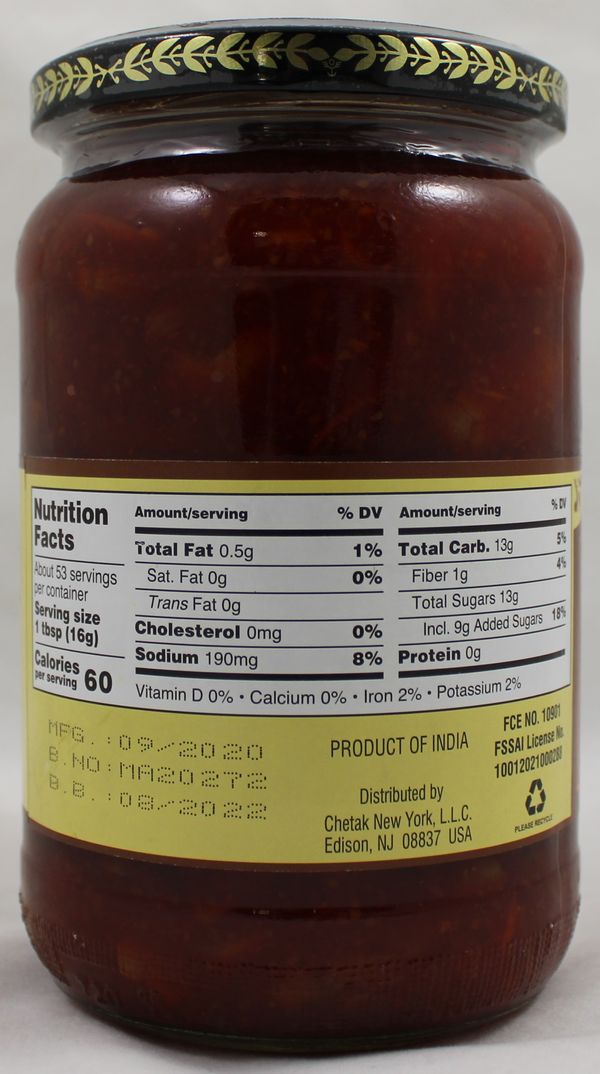 Nutrition
Facts
About 53 servings
per container
Serving size
1 tbsp (16g)
Calories
per serving 60
Amount/serving % DV
Total Fat 0.5g 1%
Sat. Fat 0g 0%
Trans Fat 0g
Cholesterol 0mg 0%
Sodium 190mg 8%
Amount/serving % DV
Total Carb. 13g 5%
Fiber 1g 4%
Total Sugars 13g
Incl. 9g Added Sugars 18%
Protein 0g
Vitamin D 0% • Calcium 0% • Iron 2% • Potassium 2%
MFG.:09/2020
B.NO:MA20272
B.B.:08/2022
PRODUCT OF INDIA
Distributed by
Chetak New York, L.L.C.
Edison, NJ 08837 USA
FCE NO. 10901
FSSAI License No.
10012021000288
PLEASE RECYCLE